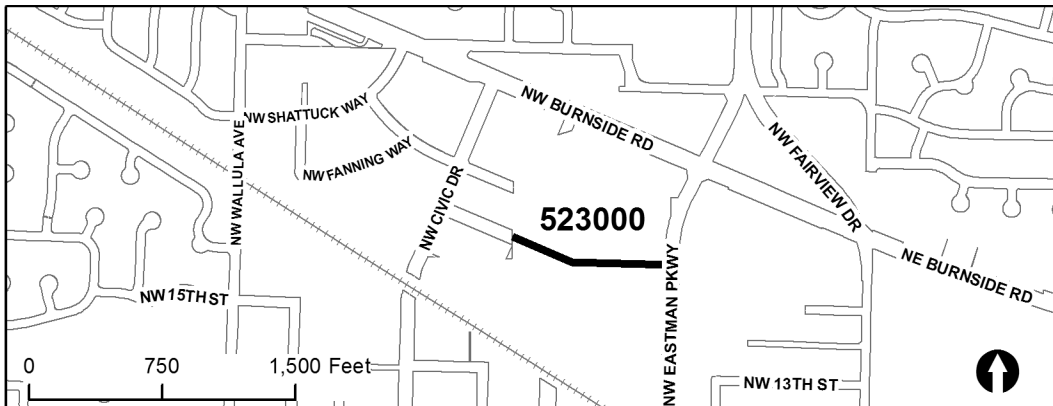 NW BURNSIDE RD
NW SHATTUCK WAY
NW FANNING WAY
NW WALLULA AVE
NW CIVIC DR
NW FAIRVIEW DR
523000
NW EASTMAN PKWY
NE BURNSIDE RD
NW 15TH ST
0 750 1,500 Feet
NW 13TH ST